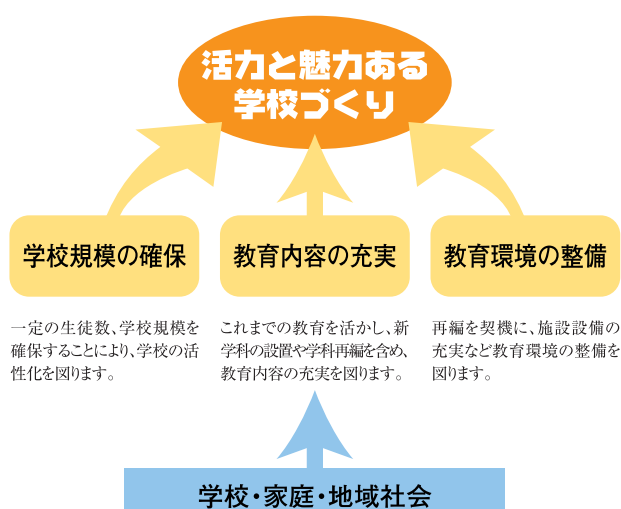 活力と魅力ある
学校づくり
学校規模の確保
教育内容の充実
教育環境の整備
一定の生徒数、学校規模を
確保することにより、学校の活
性化を図ります。
これまでの教育を活かし、新
学科の設置や学科再編を含め、
教育内容の充実を図ります。
再編を契機に、施設設備の
充実など教育環境の整備を
図ります。
学校・家庭・地域社会